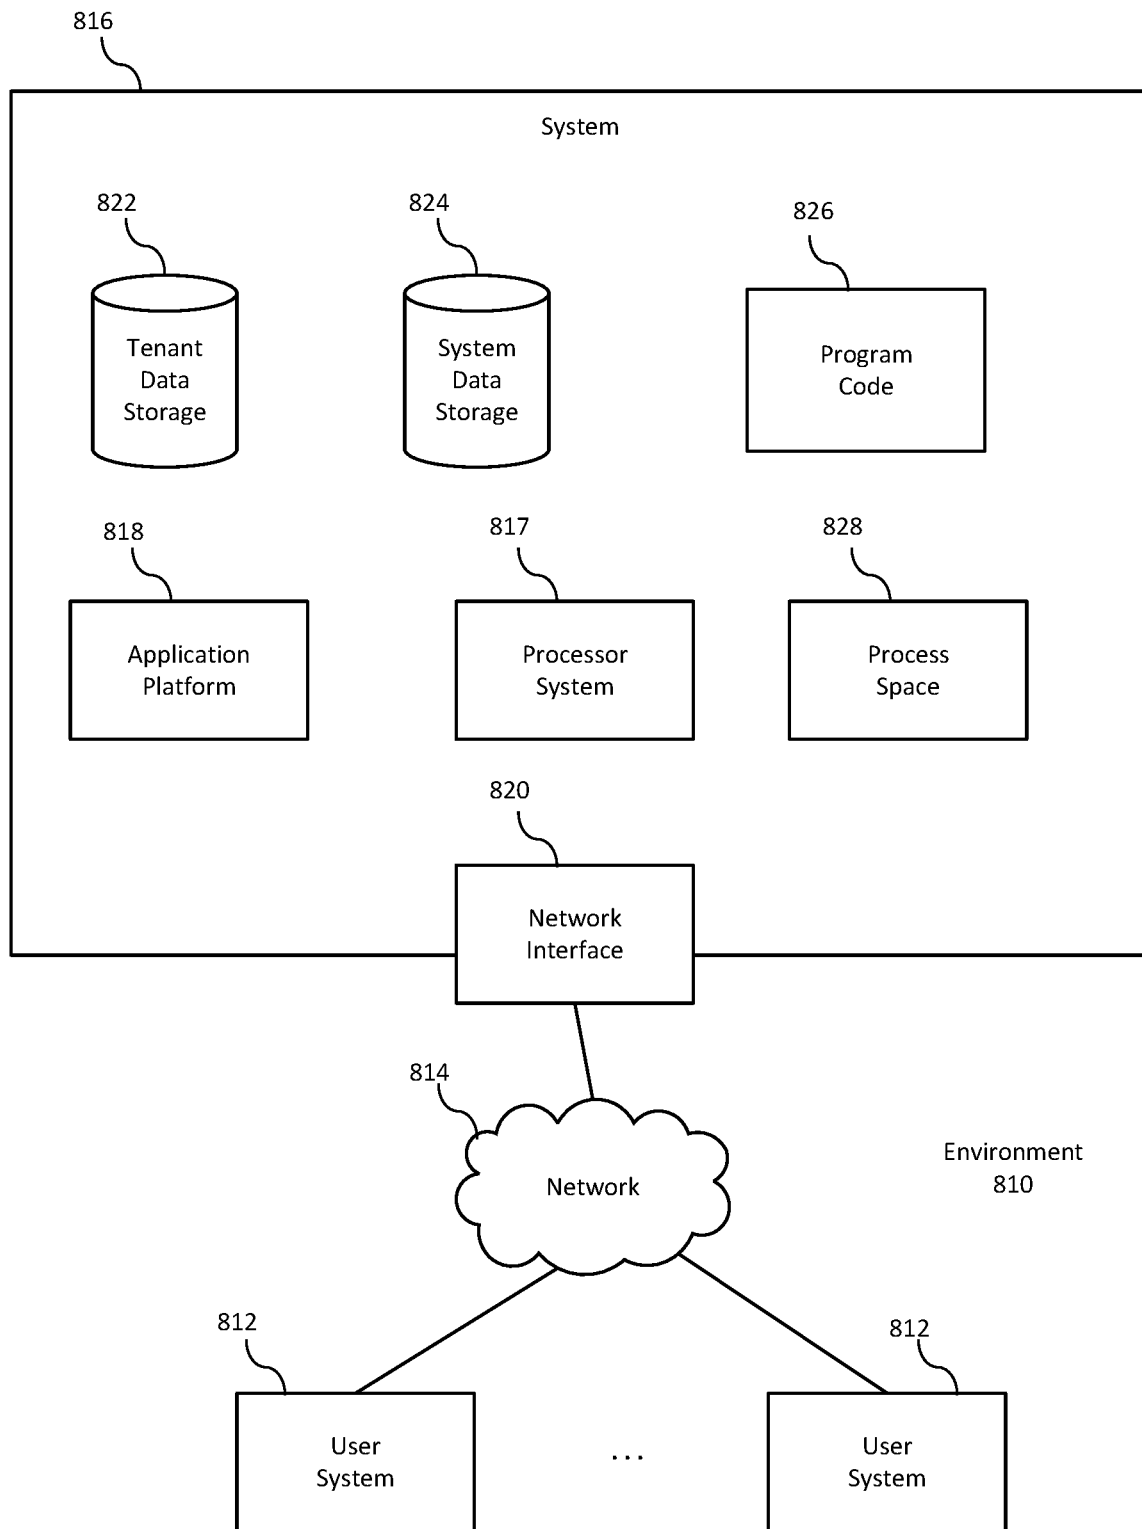 816
System
822
824
826
Tenant
Data
Storage
System
Data
Storage
Program
Code
818
817
828
Application
Platform
Processor
System
Process
Space
820
Network
Interface
814
Network
Environment
810
812
812
User
System
...
User
System